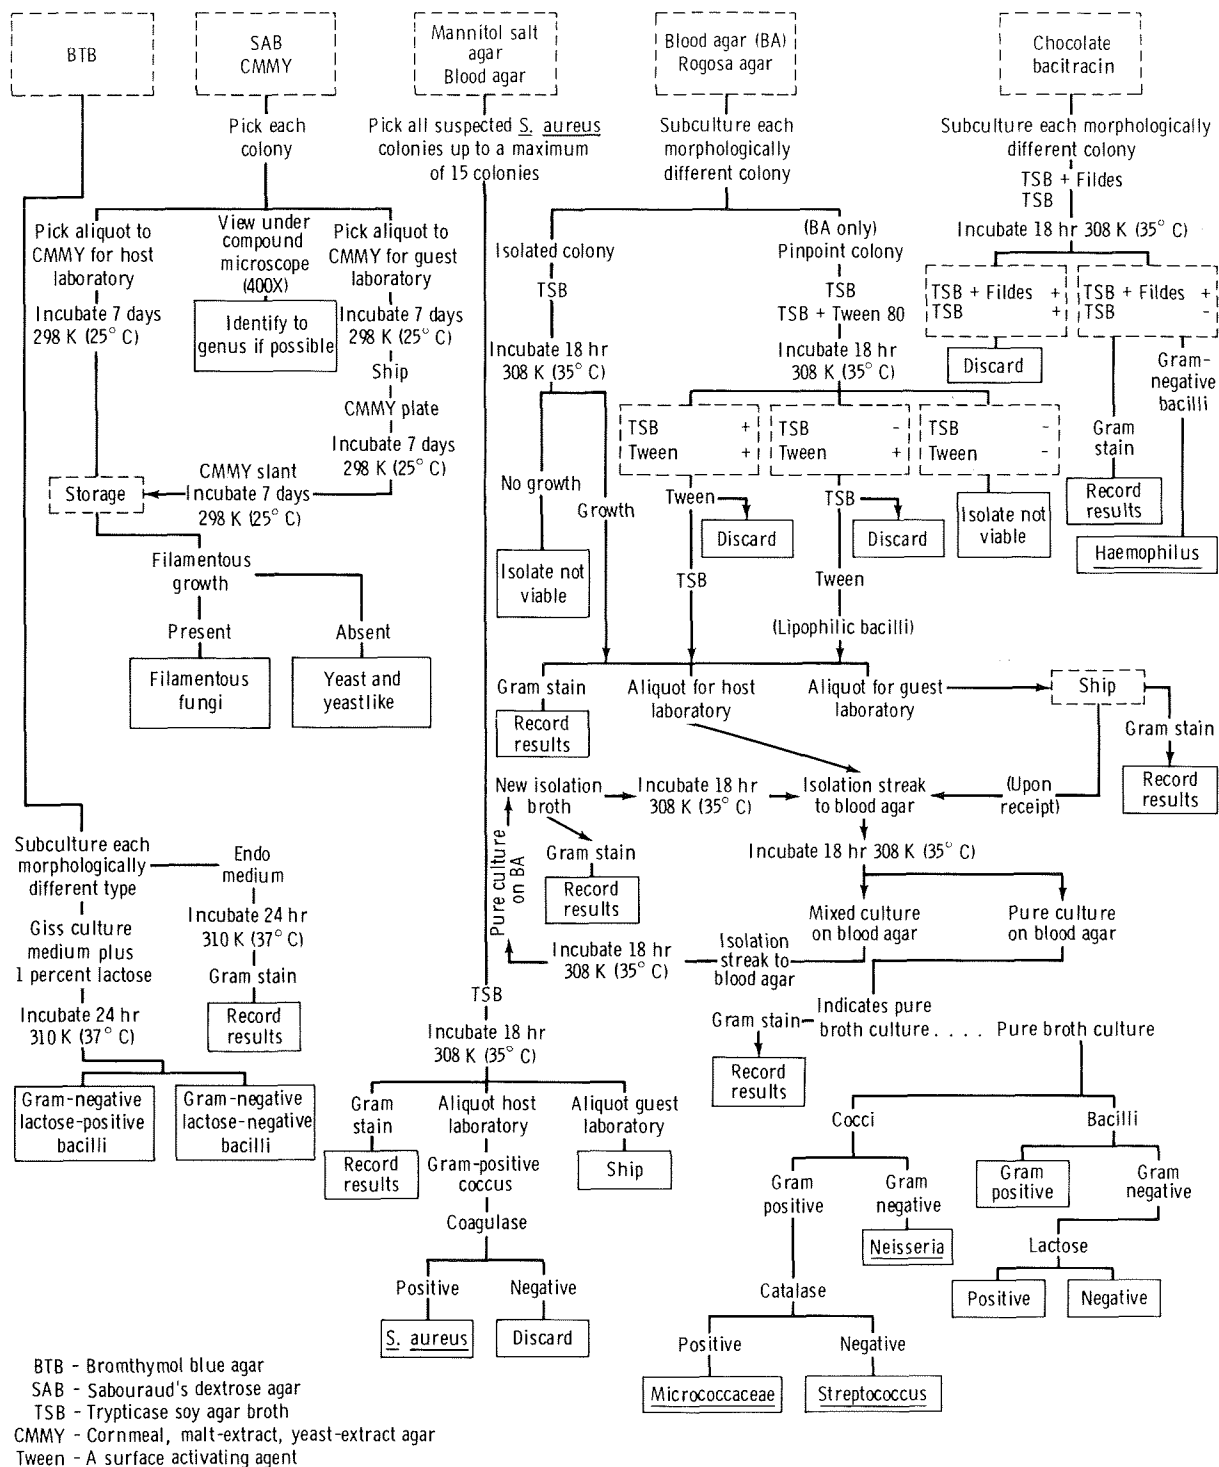 BTB
SAB
CMMY
Mannitol salt
agar
Blood agar
Blood agar (BA)
Rogosa agar
Chocolate
bacitracin
Pick each
colony
Pick all suspected S. aureus
colonies up to a maximum
of 15 colonies
Subculture each
morphologically
different colony
Subculture each morphologically
different colony
TSB + Fildes
TSB
Incubate 18 hr 308 K (35° C)
Pick aliquot to
CMMY for host
laboratory
Incubate 7 days
298 K (25° C)
View under
compound
microscope
(400X)
Identify to
genus if possible
Pick aliquot to
CMMY for guest
laboratory
Incubate 7 days
298 K (25° C)
Ship
CMMY plate
Incubate 7 days
298 K (25° C)
CMMY slant
Incubate 7 days
298 K (25° C)
Storage
Filamentous
growth
Present
Absent
Filamentous
fungi
Yeast and
yeastlike
Isolated colony
TSB
Incubate 18 hr
308 K (35° C)
No growth
Growth
Isolate not
viable
(BA only)
Pinpoint colony
TSB
TSB + Tween 80
Incubate 18 hr
308 K (35° C)
TSB +
Tween +
TSB -
Tween +
TSB -
Tween -
Tween
Discard
TSB
TSB
Discard
Tween
(Lipophilic bacilli)
Isolate not
viable
TSB + Fildes +
TSB +
TSB + Fildes +
TSB -
Discard
Gram
stain
Record
results
Gram-
negative
bacilli
Haemophilus
Gram stain
Record
results
Aliquot for host
laboratory
Aliquot for guest
laboratory
Ship
Gram stain
Record
results
(Upon
receipt)
New isolation
broth
Incubate 18 hr
308 K (35° C)
Isolation streak
to blood agar
Gram stain
Record
results
Incubate 18 hr 308 K (35° C)
Mixed culture
on blood agar
Pure culture
on blood agar
Isolation
streak to
blood agar
Incubate 18 hr
308 K (35° C)
Pure culture
on BA
Indicates pure
broth culture . . . . Pure broth culture
Gram stain
Record
results
Cocci
Bacilli
Gram
positive
Gram
negative
Neisseria
Gram
positive
Gram
negative
Lactose
Positive
Negative
Catalase
Positive
Negative
Micrococcaceae
Streptococcus
Subculture each
morphologically
different type
Endo
medium
Incubate 24 hr
310 K (37° C)
Gram stain
Record
results
Giss culture
medium plus
1 percent lactose
Incubate 24 hr
310 K (37° C)
Gram-negative
lactose-positive
bacilli
Gram-negative
lactose-negative
bacilli
TSB
Incubate 18 hr
308 K (35° C)
Gram
stain
Record
results
Aliquot host
laboratory
Gram-positive
coccus
Coagulase
Positive
Negative
S. aureus
Discard
Aliquot guest
laboratory
Ship
BTB - Bromthymol blue agar
SAB - Sabouraud's dextrose agar
TSB - Trypticase soy agar broth
CMMY - Cornmeal, malt-extract, yeast-extract agar
Tween - A surface activating agent